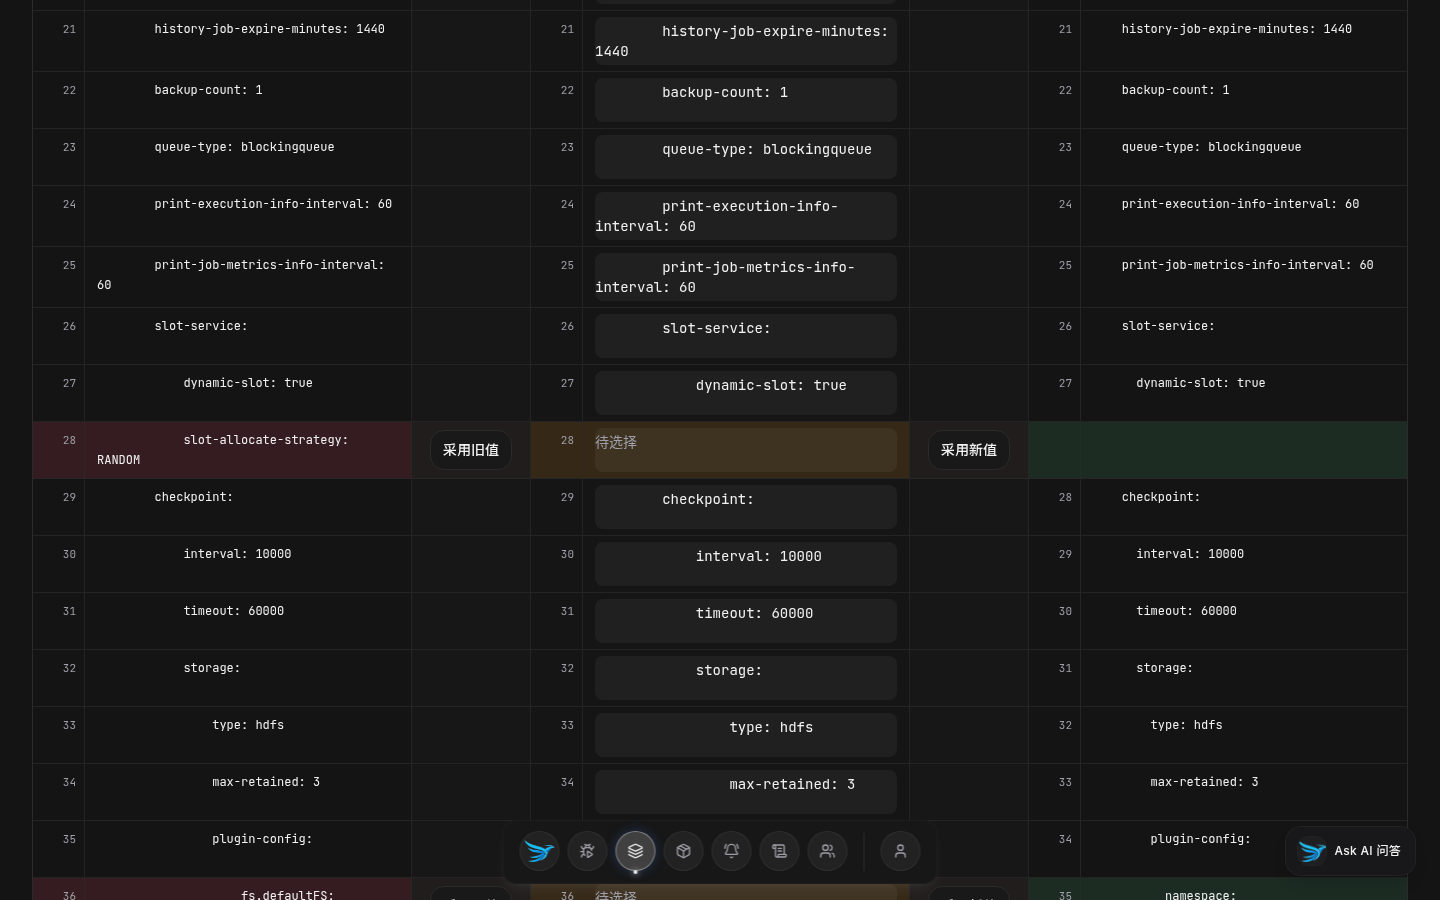 21 history-job-expire-minutes: 1440 21 history-job-expire-minutes: 21 history-job-expire-minutes: 1440
1440
22 backup-count: 1 22 backup-count: 1 22 backup-count: 1
23 queue-type: blockingqueue 23 queue-type: blockingqueue 23 queue-type: blockingqueue
24 print-execution-info-interval: 60 24 print-execution-info- 24 print-execution-info-interval: 60
interval: 60
25 print-job-metrics-info-interval: 25 print-job-metrics-info- 25 print-job-metrics-info-interval: 60
60 interval: 60
26 slot-service: 26 slot-service: 26 slot-service:
27 dynamic-slot: true 27 dynamic-slot: true 27 dynamic-slot: true
28 slot-allocate-strategy: 采用旧值 28 待选择 采用新值
RANDOM
29 checkpoint: 29 checkpoint: 28 checkpoint:
30 interval: 10000 30 interval: 10000 29 interval: 10000
31 timeout: 60000 31 timeout: 60000 30 timeout: 60000
32 storage: 32 storage: 31 storage:
33 type: hdfs 33 type: hdfs 32 type: hdfs
34 max-retained: 3 34 max-retained: 3 33 max-retained: 3
35 plugin-config: 34 plugin-config:
Ask AI 问答
36 fs.defaultFS: 36 待选择 35 namespace: